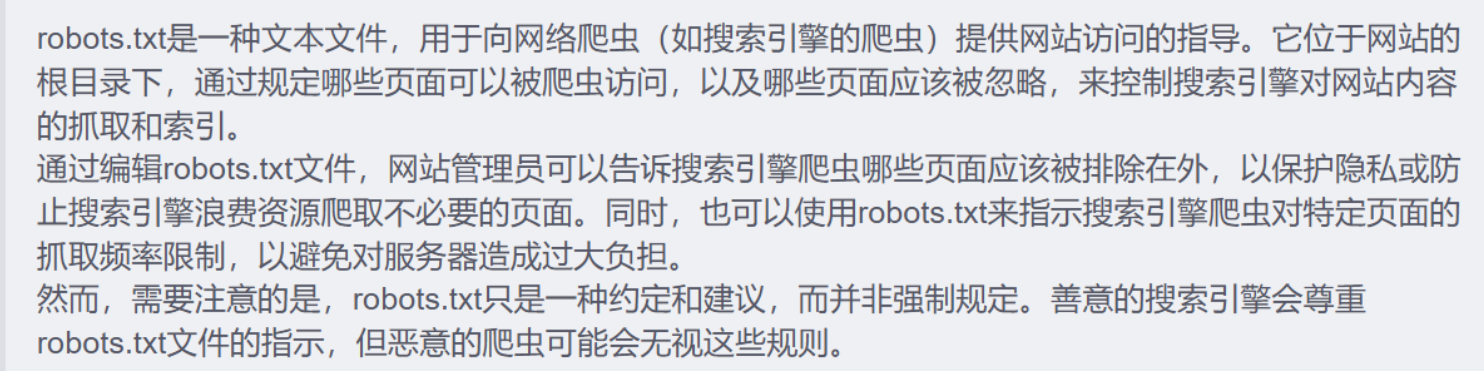 robots.txt是一种文本文件，用于向网络爬虫（如搜索引擎的爬虫）提供网站访问的指导。它位于网站的
根目录下，通过规定哪些页面可以被爬虫访问，以及哪些页面应该被忽略，来控制搜索引擎对网站内容
的抓取和索引。
通过编辑robots.txt文件，网站管理员可以告诉搜索引擎爬虫哪些页面应该被排除在外，以保护隐私或防
止搜索引擎浪费资源爬取不必要的页面。同时，也可以使用robots.txt来指示搜索引擎爬虫对特定页面的
抓取频率限制，以避免对服务器造成过大负担。
然而，需要注意的是，robots.txt只是一种约定和建议，而并非强制规定。善意的搜索引擎会尊重
robots.txt文件的指示，但恶意的爬虫可能会无视这些规则。